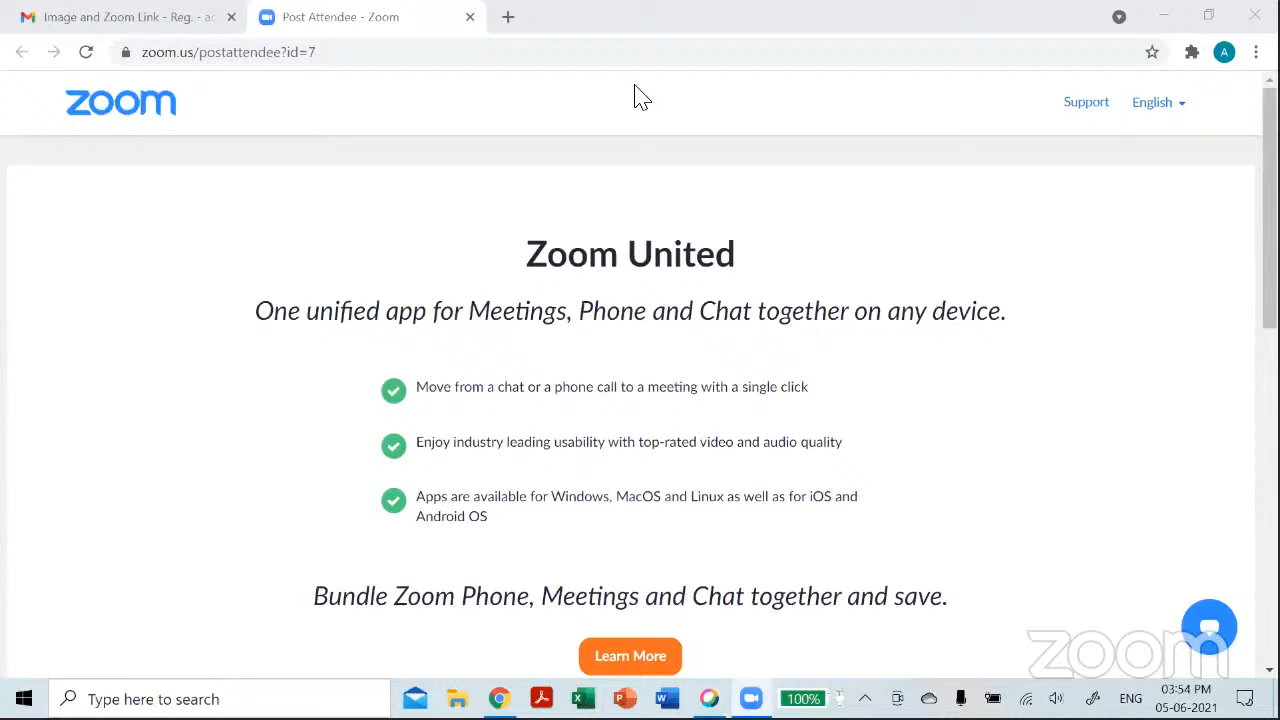 Image and Zoom Link - Reg. - ac
Post Attendee - Zoom
zoom.us/postattendee?id=7
A
zoom
Support
English
Zoom United
One unified app for Meetings, Phone and Chat together on any device.
Move from a chat or a phone call to a meeting with a single click
Enjoy industry leading usability with top-rated video and audio quality
Apps are available for Windows, MacOS and Linux as well as for iOS and
Android OS
Bundle Zoom Phone, Meetings and Chat together and save.
Learn More
zoom
Type here to search
100%
ENG
03:54 PM
05-06-2021